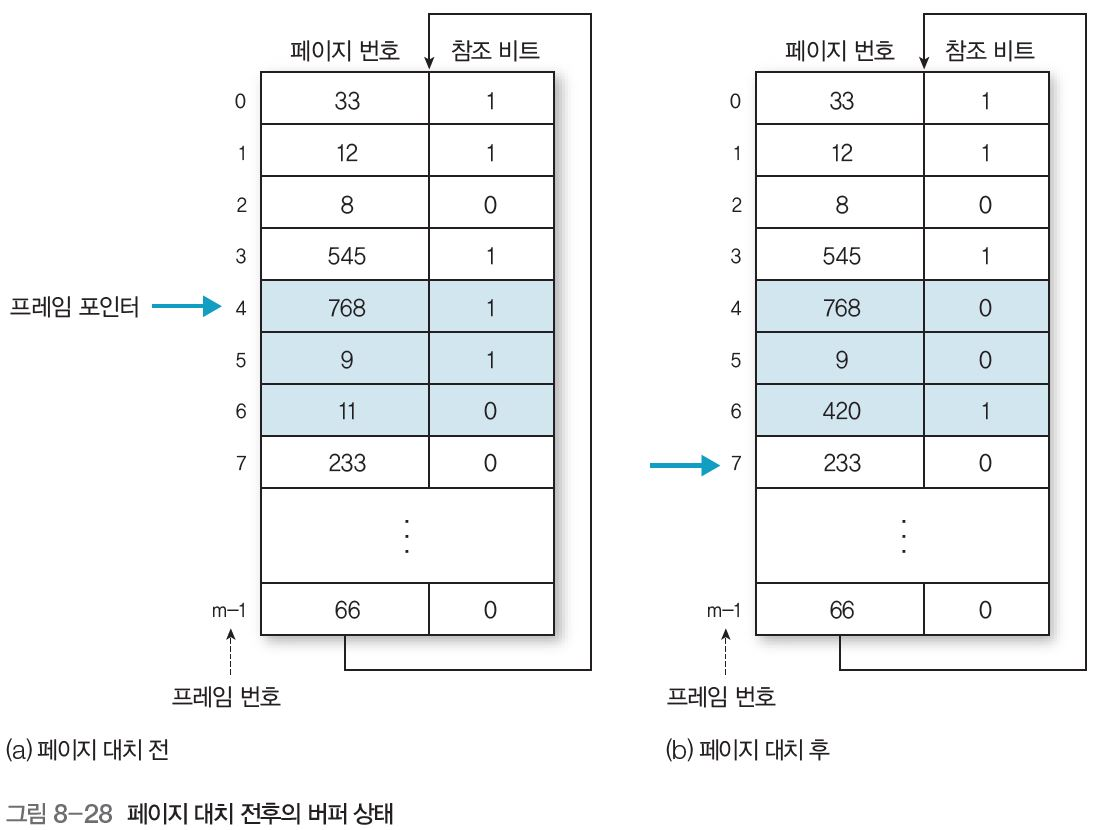 페이지 번호 참조 비트
0 33 1
1 12 1
2 8 0
3 545 1
프레임 포인터 4 768 1
5 9 1
6 11 0
7 233 0
⋮
m-1 66 0
프레임 번호
(a) 페이지 대치 전
페이지 번호 참조 비트
0 33 1
1 12 1
2 8 0
3 545 1
4 768 0
5 9 0
6 420 1
7 233 0
⋮
m-1 66 0
프레임 번호
(b) 페이지 대치 후
그림 8-28 페이지 대치 전후의 버퍼 상태